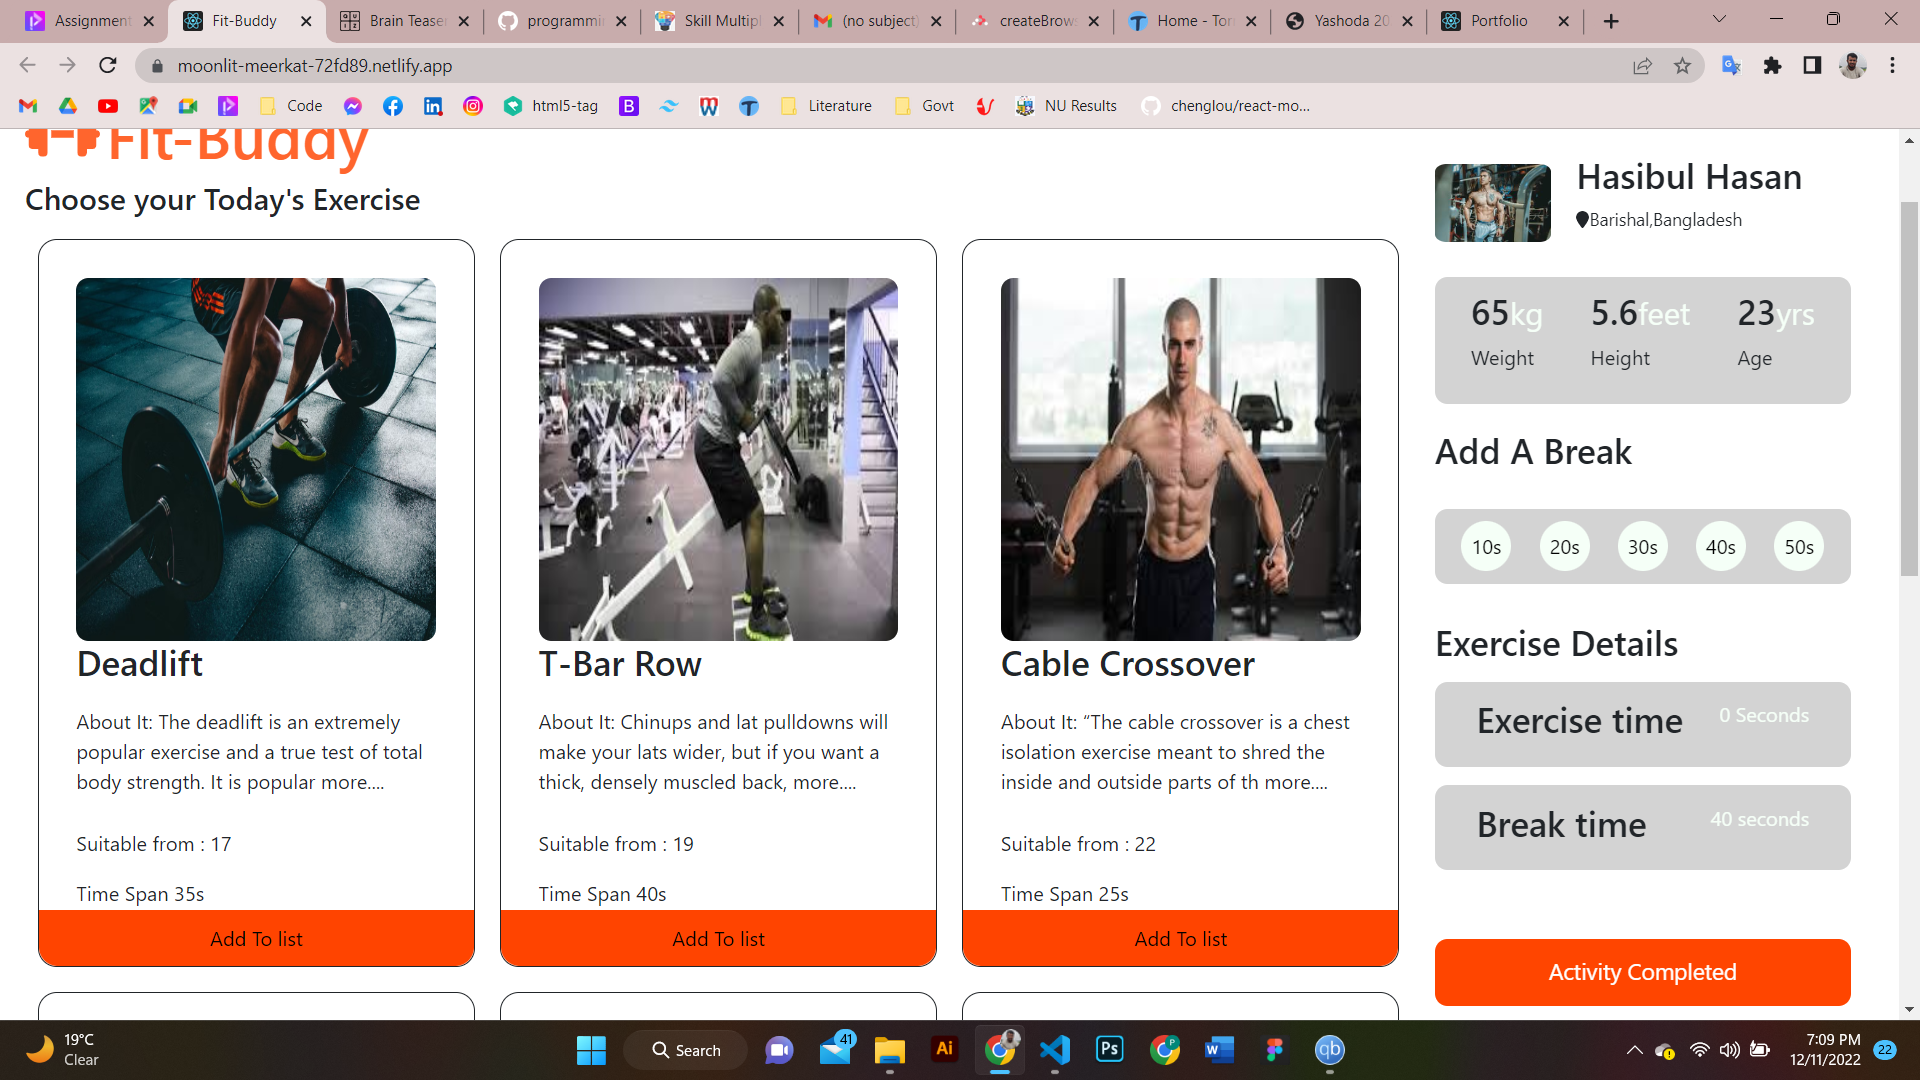 Assignment
Fit-Buddy
Brain Teaser
programmin
Skill Multipl
(no subject)
createBrows
Home - Tor
Yashoda 20
Portfolio
moonlit-meerkat-72fd89.netlify.app
Code
html5-tag
Literature
Govt
NU Results
chenglou/react-mo...
Fit-Buddy
Choose your Today's Exercise
Deadlift
About It: The deadlift is an extremely
popular exercise and a true test of total
body strength. It is popular more....
Suitable from : 17
Time Span 35s
Add To list
T-Bar Row
About It: Chinups and lat pulldowns will
make your lats wider, but if you want a
thick, densely muscled back, more....
Suitable from : 19
Time Span 40s
Add To list
Cable Crossover
About It: “The cable crossover is a chest
isolation exercise meant to shred the
inside and outside parts of th more....
Suitable from : 22
Time Span 25s
Add To list
Hasibul Hasan
Barishal,Bangladesh
65kg 5.6feet 23yrs
Weight Height Age
Add A Break
10s 20s 30s 40s 50s
Exercise Details
Exercise time 0 Seconds
Break time 40 seconds
Activity Completed
19°C
Clear
Search
41
Ai
Ps
qb
7:09 PM
12/11/2022
22